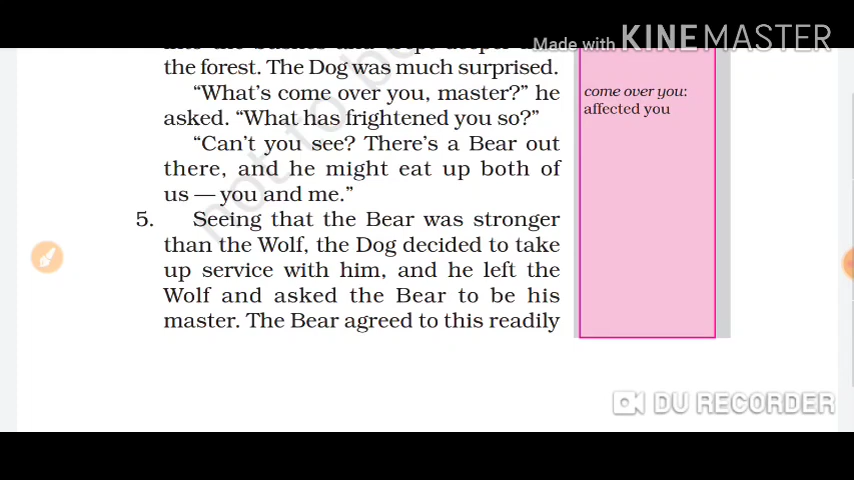 Made with KINEMASTER
the forest. The Dog was much surprised.
“What’s come over you, master?” he
asked. “What has frightened you so?”
“Can’t you see? There’s a Bear out
there, and he might eat up both of
us — you and me.”
5. Seeing that the Bear was stronger
than the Wolf, the Dog decided to take
up service with him, and he left the
Wolf and asked the Bear to be his
master. The Bear agreed to this readily
come over you:
affected you
not to be
DU RECORDER